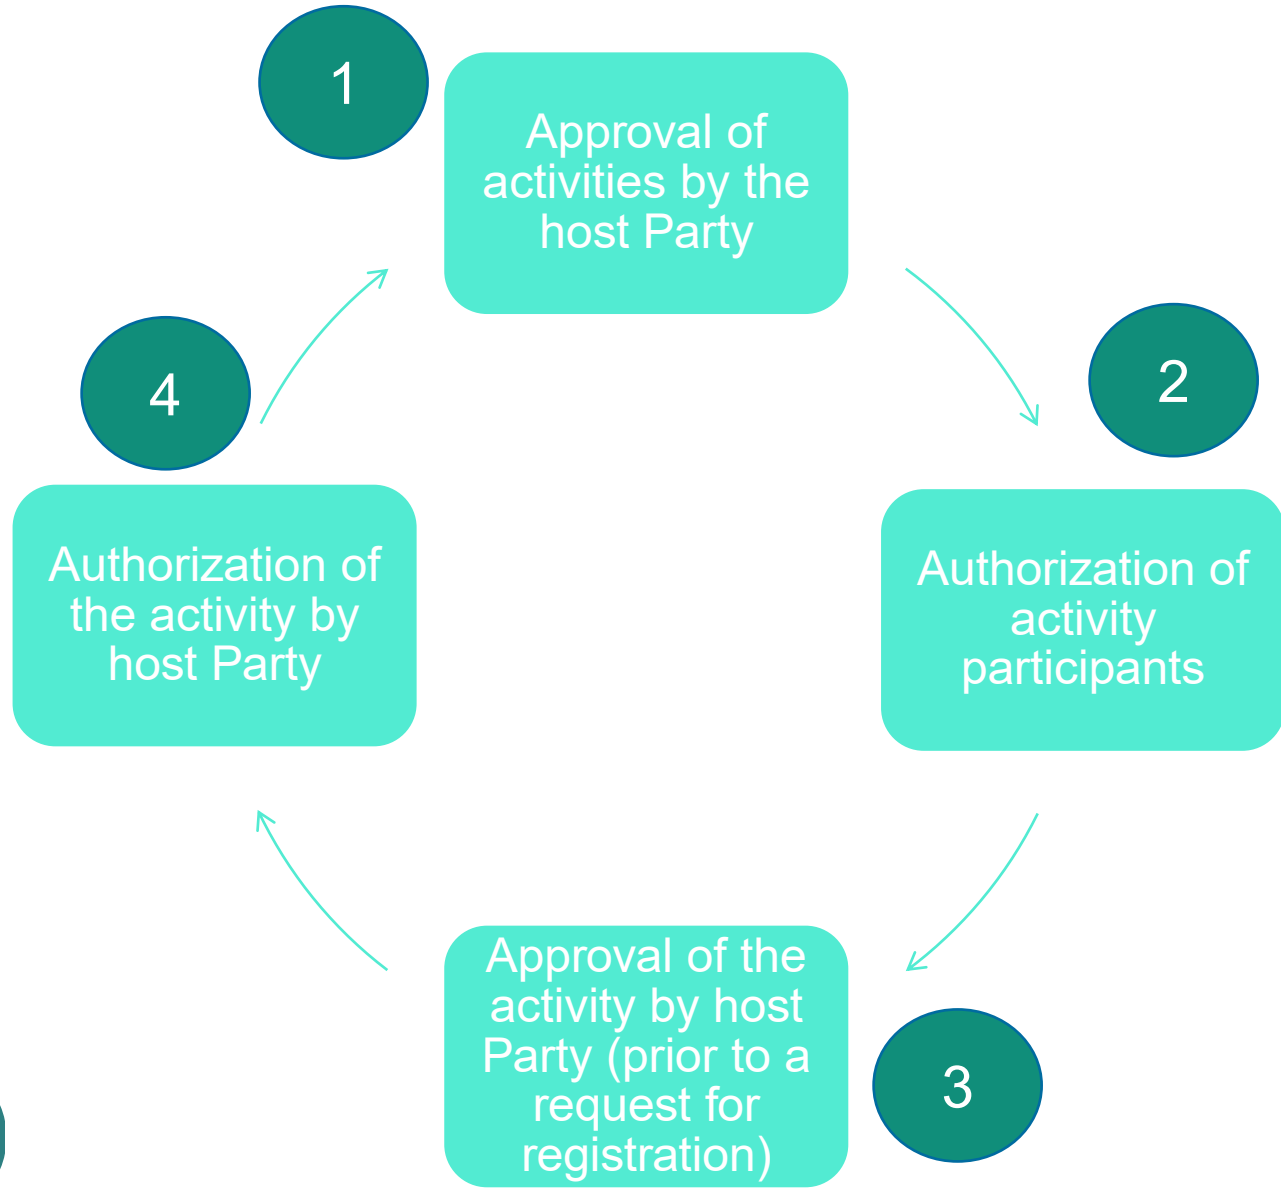 1
Approval of
activities by the
host Party
2
Authorization of
activity
participants
3
Approval of the
activity by host
Party (prior to a
request for
registration)
4
Authorization of
the activity by
host Party